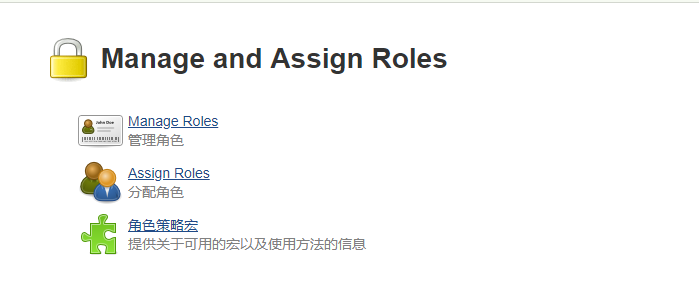 Manage and Assign Roles
John Doe
Manage Roles
管理角色
Assign Roles
分配角色
角色策略宏
提供关于可用的宏以及使用方法的信息